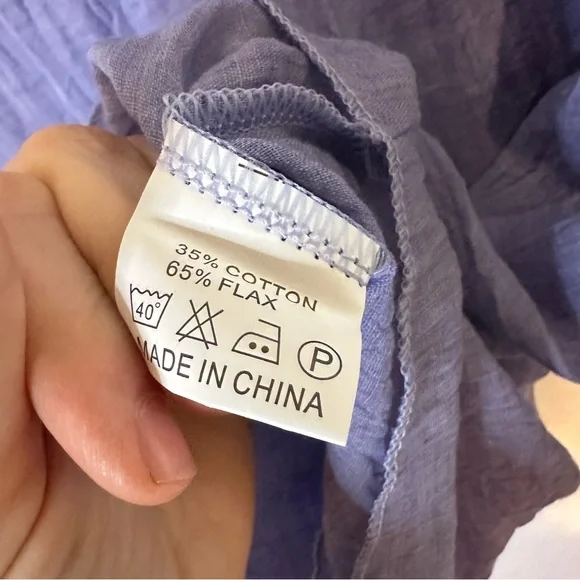 35% COTTON
65% FLAX
40° P
MADE IN CHINA